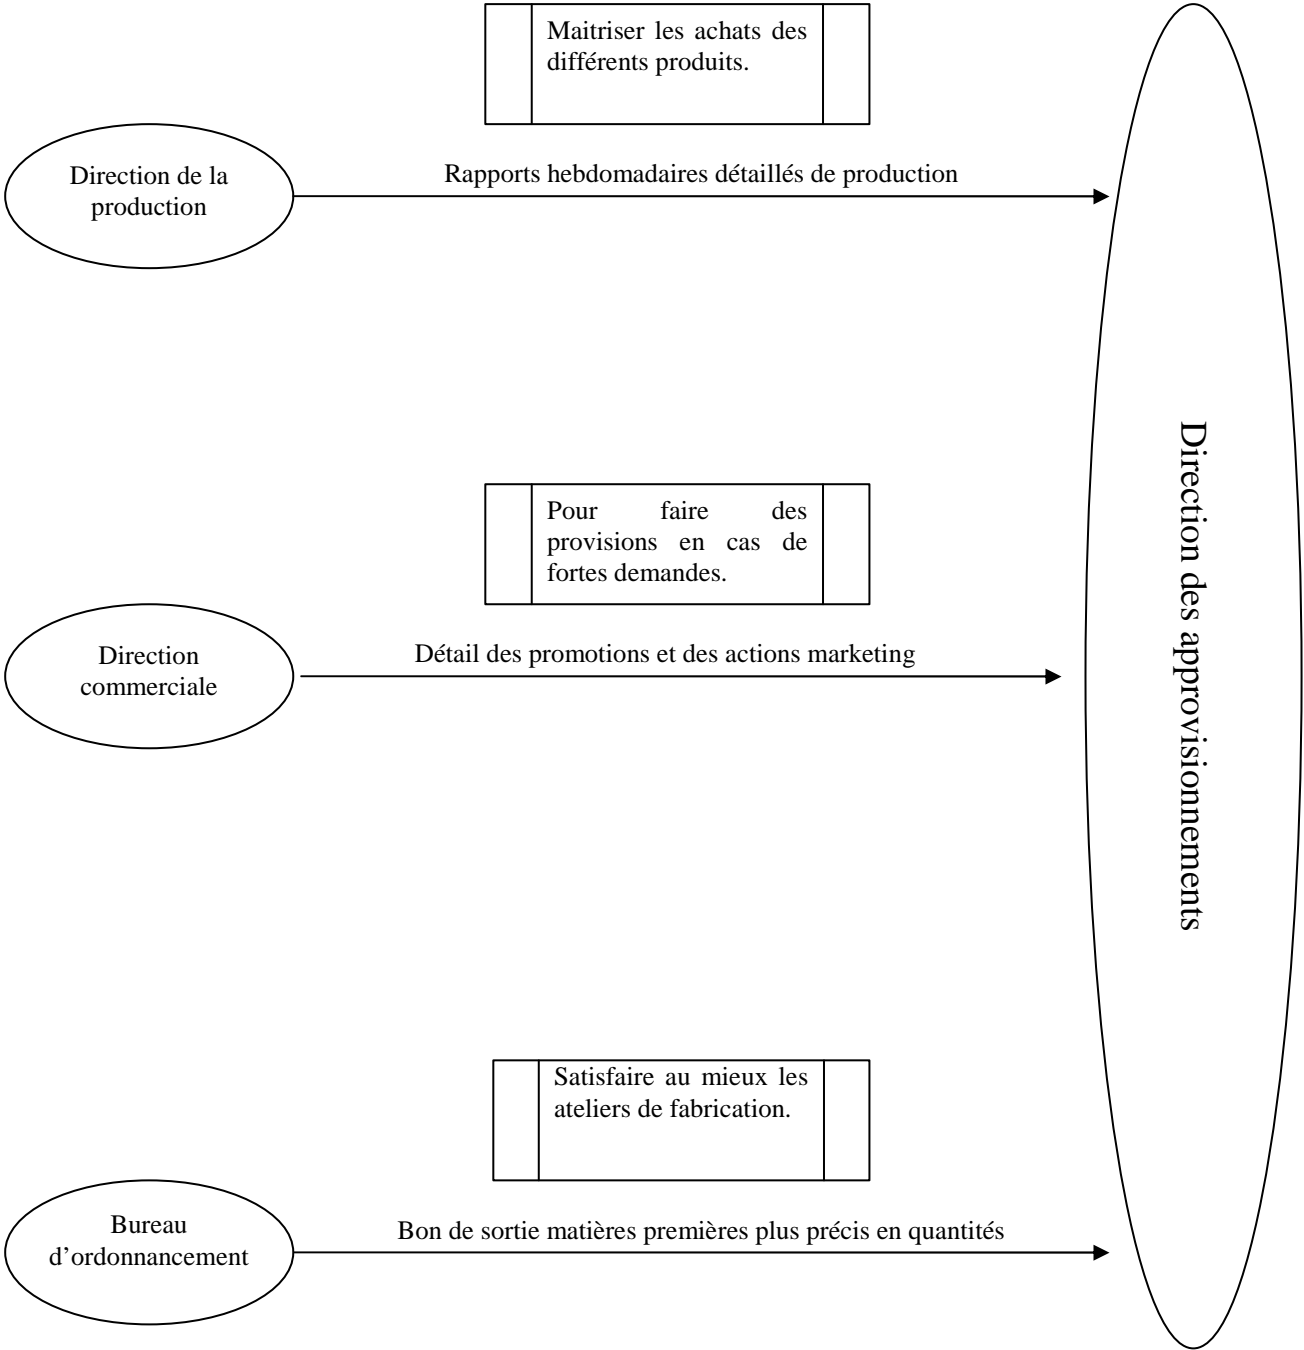 Maitriser les achats des
différents produits.
Direction de la
production
Rapports hebdomadaires détaillés de production
Pour faire des
provisions en cas de
fortes demandes.
Direction
commerciale
Détail des promotions et des actions marketing
Direction des approvisionnements
Satisfaire au mieux les
ateliers de fabrication.
Bureau
d’ordonnancement
Bon de sortie matières premières plus précis en quantités